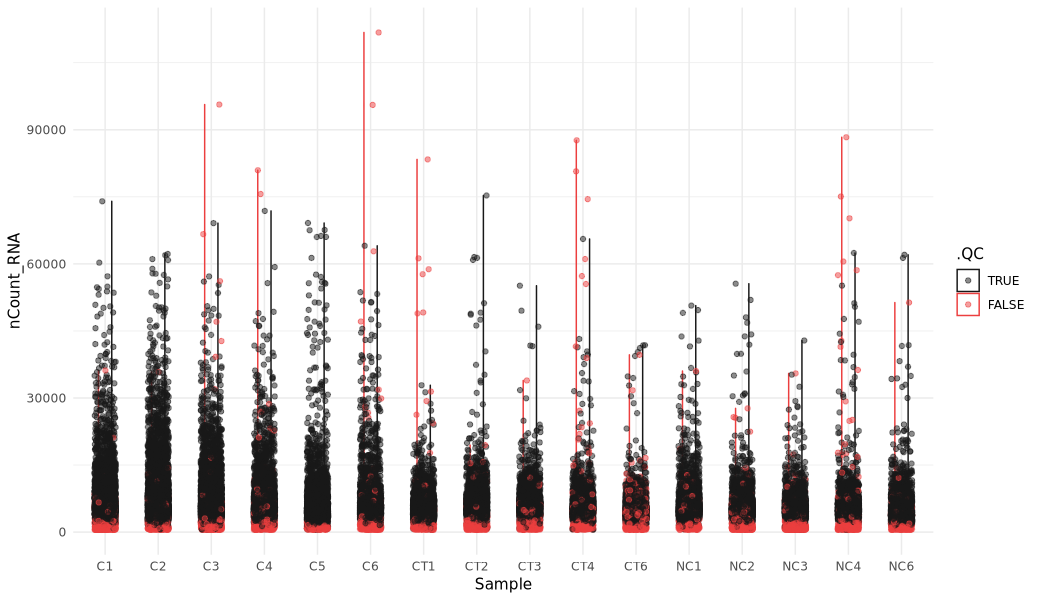 90000
60000
30000
0
nCount_RNA
C1 C2 C3 C4 C5 C6 CT1 CT2 CT3 CT4 CT6 NC1 NC2 NC3 NC4 NC6
Sample
.QC
TRUE
FALSE